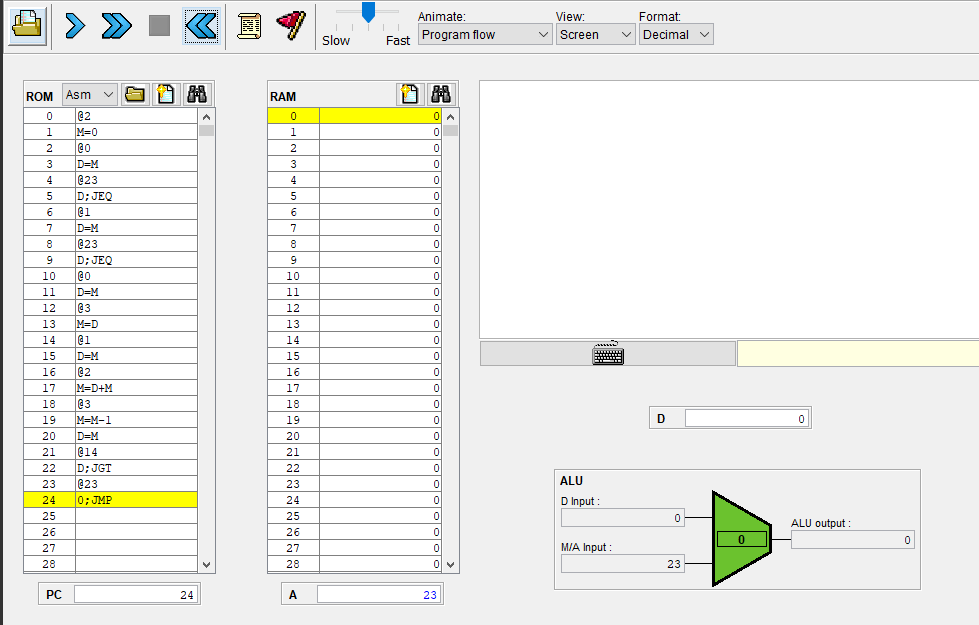 Animate: View: Format:
Slow Fast Program flow Screen Decimal
ROM Asm
0 @2
1 M=0
2 @0
3 D=M
4 @23
5 D;JEQ
6 @1
7 D=M
8 @23
9 D;JEQ
10 @0
11 D=M
12 @3
13 M=D
14 @1
15 D=M
16 @2
17 M=D+M
18 @3
19 M=M-1
20 D=M
21 @14
22 D;JGT
23 @23
24 0;JMP
25
26
27
28
PC 24
RAM
0 0
1 0
2 0
3 0
4 0
5 0
6 0
7 0
8 0
9 0
10 0
11 0
12 0
13 0
14 0
15 0
16 0
17 0
18 0
19 0
20 0
21 0
22 0
23 0
24 0
25 0
26 0
27 0
28 0
A 23
D 0
ALU
D Input :
0
M/A Input :
23
0
ALU output :
0